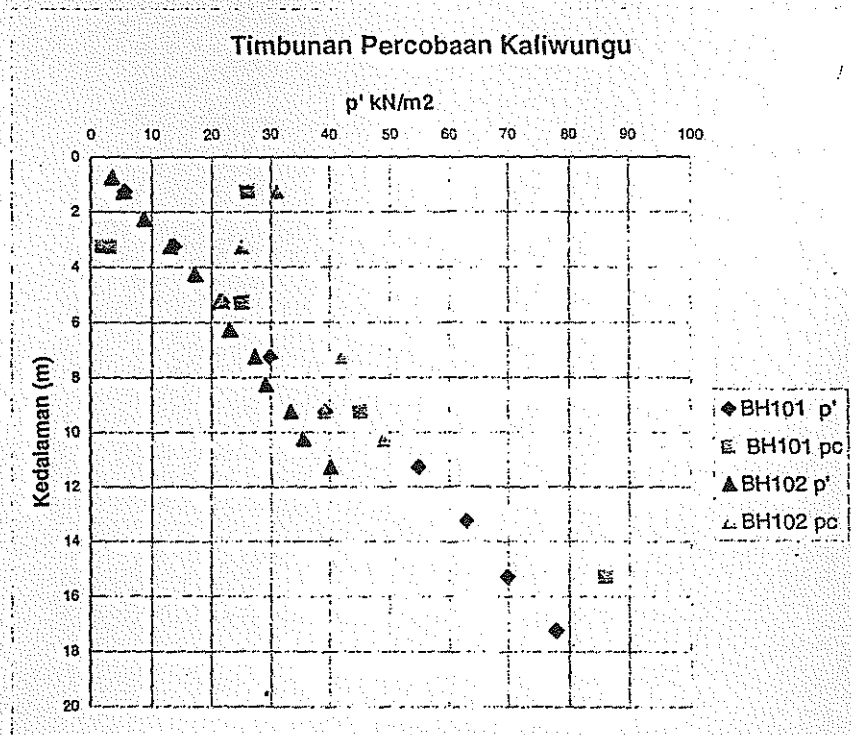 Timbunan Percobaan Kaliwungu
p' kN/m2
0 10 20 30 40 50 60 70 80 90 100
0
2
4
6
8
10
12
14
16
18
20
Kedalaman (m)
BH101 p'
BH101 pc
BH102 p'
BH102 pc